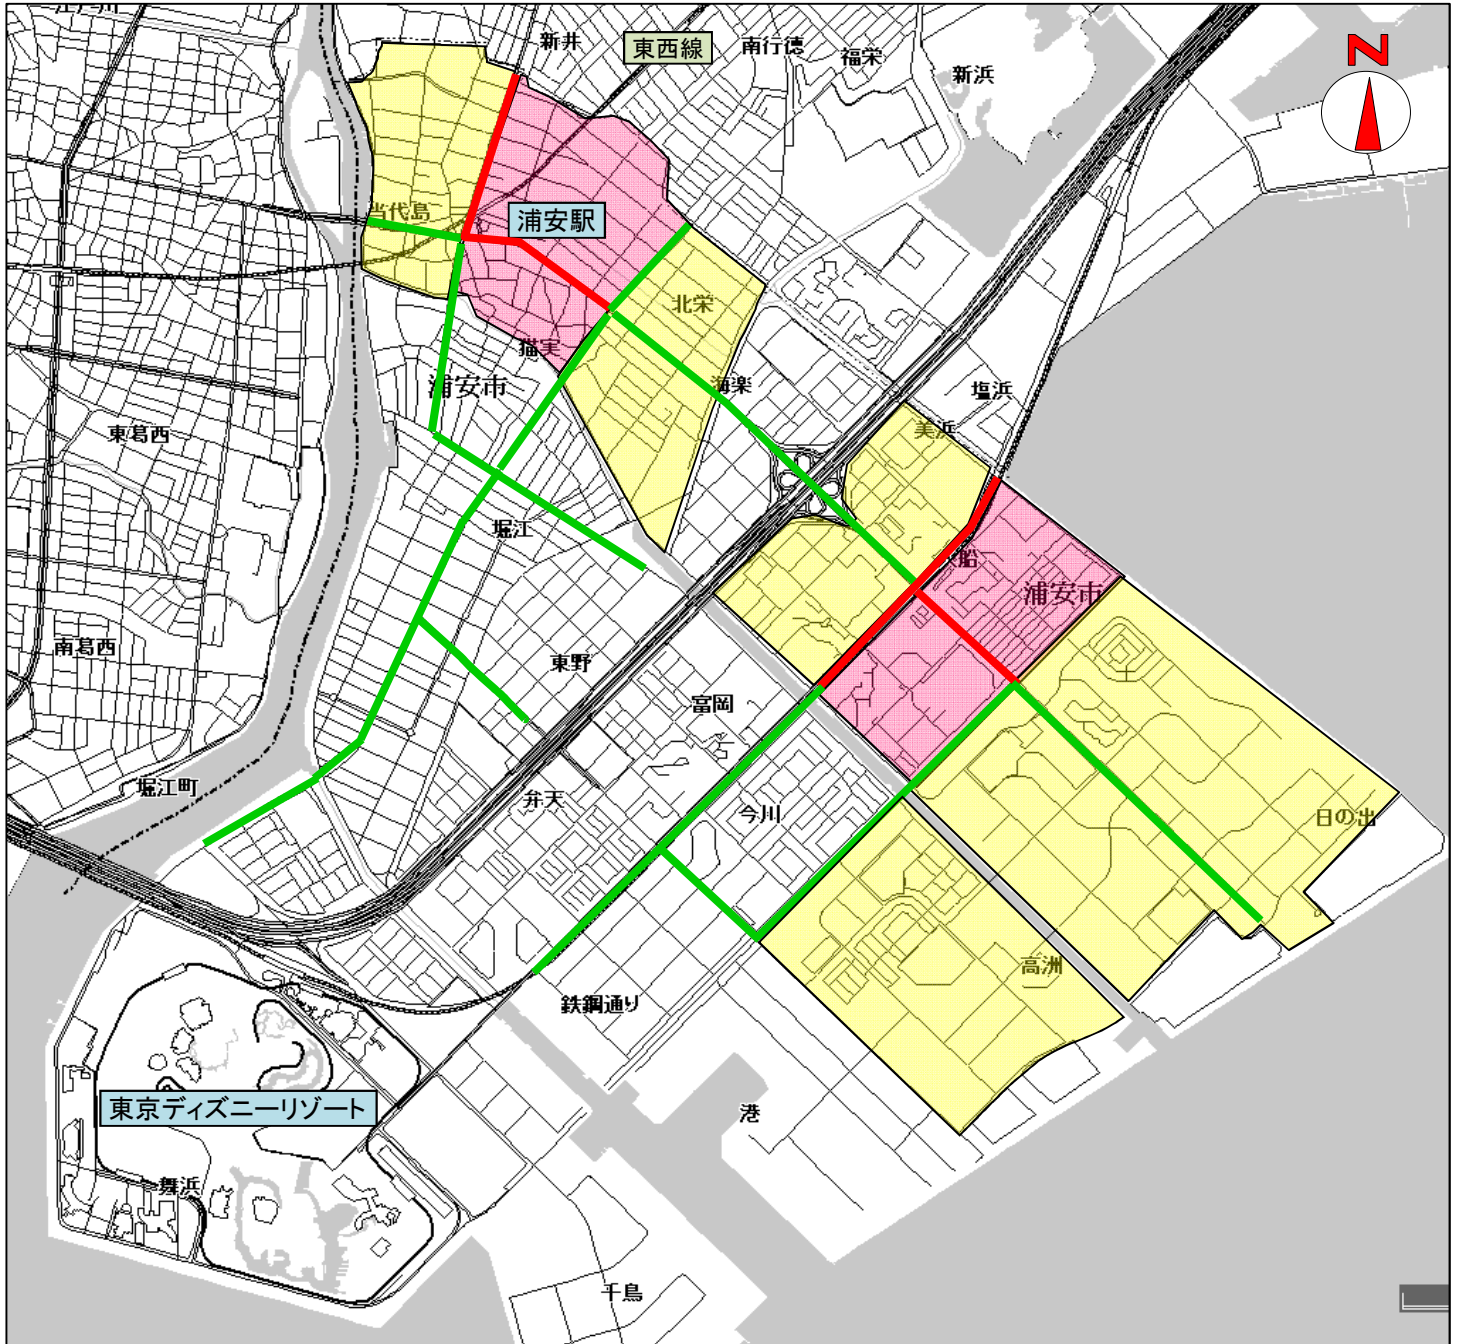 新井
東西線
南行徳
福栄
新浜
N
当代島
浦安駅
北栄
猫実
浦安市
海楽
塩浜
美浜
東葛西
堀江
船
浦安市
南葛西
東野
富岡
堀江町
弁天
今川
日の出
高洲
鉄鋼通り
東京ディズニーリゾート
港
舞浜
千鳥